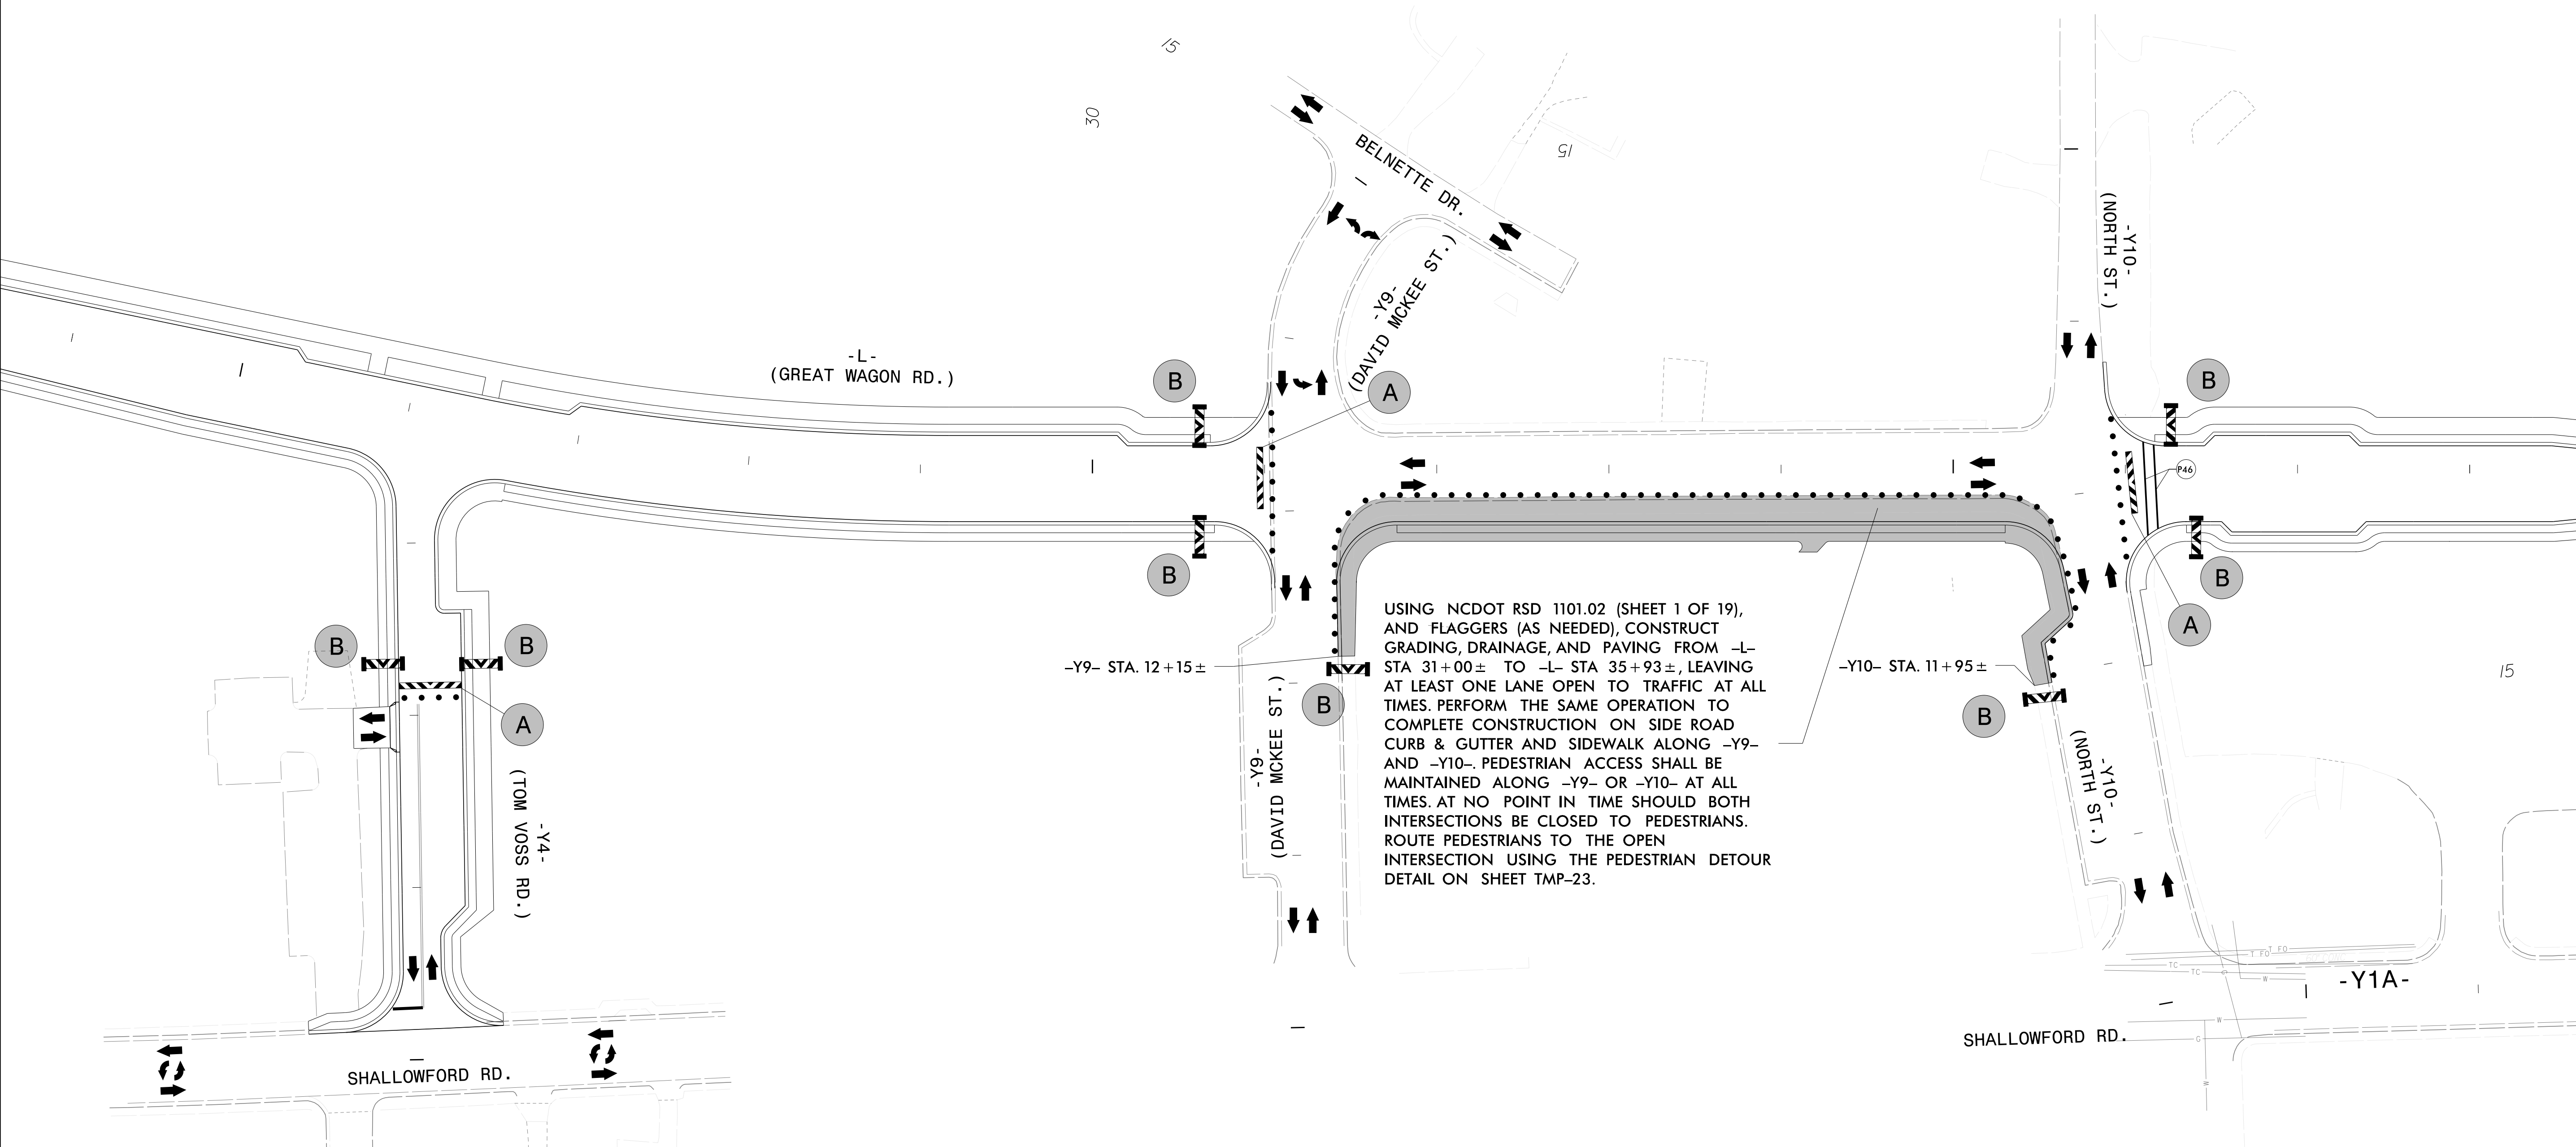 15
30
BELNETTE DR.
15
-Y9-
(DAVID MCKEE ST.)
-Y10-
(NORTH ST.)
-L-
(GREAT WAGON RD.)
B
A
B
P46
B
B
A
B
B
A
-Y4-
(TOM VOSS RD.)
–Y9– STA. 12+15±
B
-Y9-
(DAVID MCKEE ST.)
USING NCDOT RSD 1101.02 (SHEET 1 OF 19),
AND FLAGGERS (AS NEEDED), CONSTRUCT
GRADING, DRAINAGE, AND PAVING FROM –L–
STA 31+00± TO –L– STA 35+93±, LEAVING
AT LEAST ONE LANE OPEN TO TRAFFIC AT ALL
TIMES. PERFORM THE SAME OPERATION TO
COMPLETE CONSTRUCTION ON SIDE ROAD
CURB & GUTTER AND SIDEWALK ALONG –Y9–
AND –Y10–. PEDESTRIAN ACCESS SHALL BE
MAINTAINED ALONG –Y9– OR –Y10– AT ALL
TIMES. AT NO POINT IN TIME SHOULD BOTH
INTERSECTIONS BE CLOSED TO PEDESTRIANS.
ROUTE PEDESTRIANS TO THE OPEN
INTERSECTION USING THE PEDESTRIAN DETOUR
DETAIL ON SHEET TMP–23.
–Y10– STA. 11+95±
B
-Y10-
(NORTH ST.)
15
T FO
T FO
TC
TC
W
-Y1A-
W
G
W
SHALLOWFORD RD.
SHALLOWFORD RD.